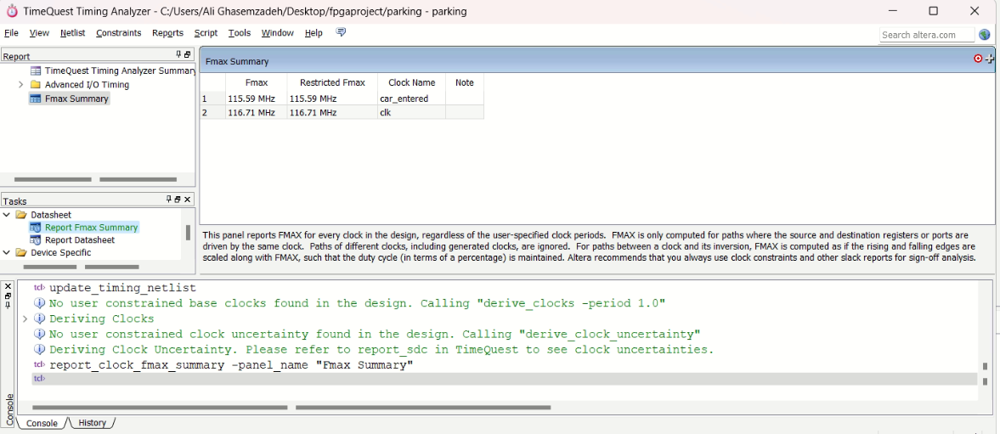 TimeQuest Timing Analyzer - C:/Users/Ali Ghasemzadeh/Desktop/fpgaproject/parking - parking
File View Netlist Constraints Reports Script Tools Window Help
Search altera.com
Report
TimeQuest Timing Analyzer Summary
Advanced I/O Timing
Fmax Summary
Fmax Summary
Fmax Restricted Fmax Clock Name Note
1 115.59 MHz 115.59 MHz car_entered
2 116.71 MHz 116.71 MHz clk
Tasks
Datasheet
Report Fmax Summary
Report Datasheet
Device Specific
This panel reports FMAX for every clock in the design, regardless of the user-specified clock periods. FMAX is only computed for paths where the source and destination registers or ports are
driven by the same clock. Paths of different clocks, including generated clocks, are ignored. For paths between a clock and its inversion, FMAX is computed as if the rising and falling edges are
scaled along with FMAX, such that the duty cycle (in terms of a percentage) is maintained. Altera recommends that you always use clock constraints and other slack reports for sign-off analysis.
tcl> update_timing_netlist
No user constrained base clocks found in the design. Calling "derive_clocks -period 1.0"
Deriving Clocks
No user constrained clock uncertainty found in the design. Calling "derive_clock_uncertainty"
Deriving Clock Uncertainty. Please refer to report_sdc in TimeQuest to see clock uncertainties.
tcl> report_clock_fmax_summary -panel_name "Fmax Summary"
tcl>
Console
Console History